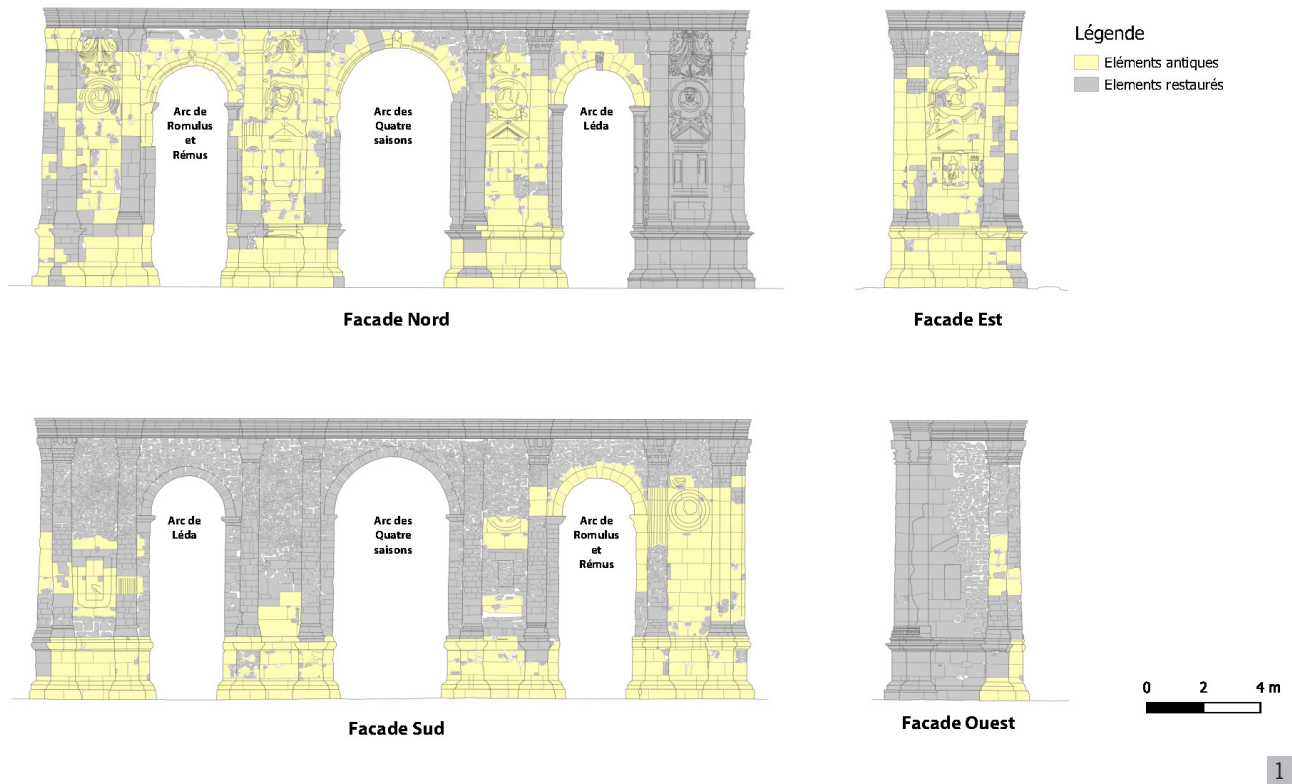 Légende
Eléments antiques
Elements restaurés
Arc de
Romulus
et
Rémus
Arc des
Quatre
saisons
Arc de
Léda
Facade Nord
Facade Est
Arc de
Léda
Arc des
Quatre
saisons
Arc de
Romulus
et
Rémus
Facade Sud
Facade Ouest
0 2 4 m
1